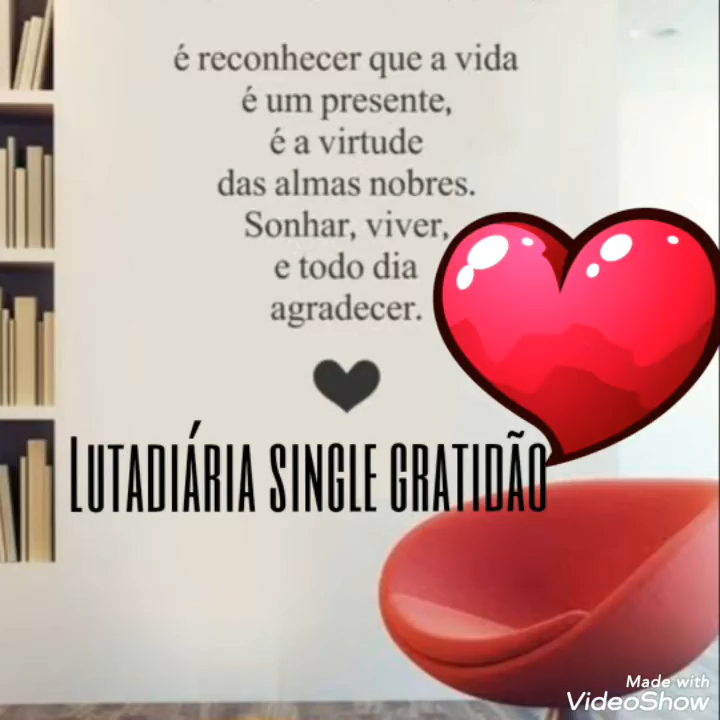 é reconhecer que a vida
é um presente,
é a virtude
das almas nobres.
Sonhar, viver,
e todo dia
agradecer.
Lutadiária single gratidão
Made with
VideoShow